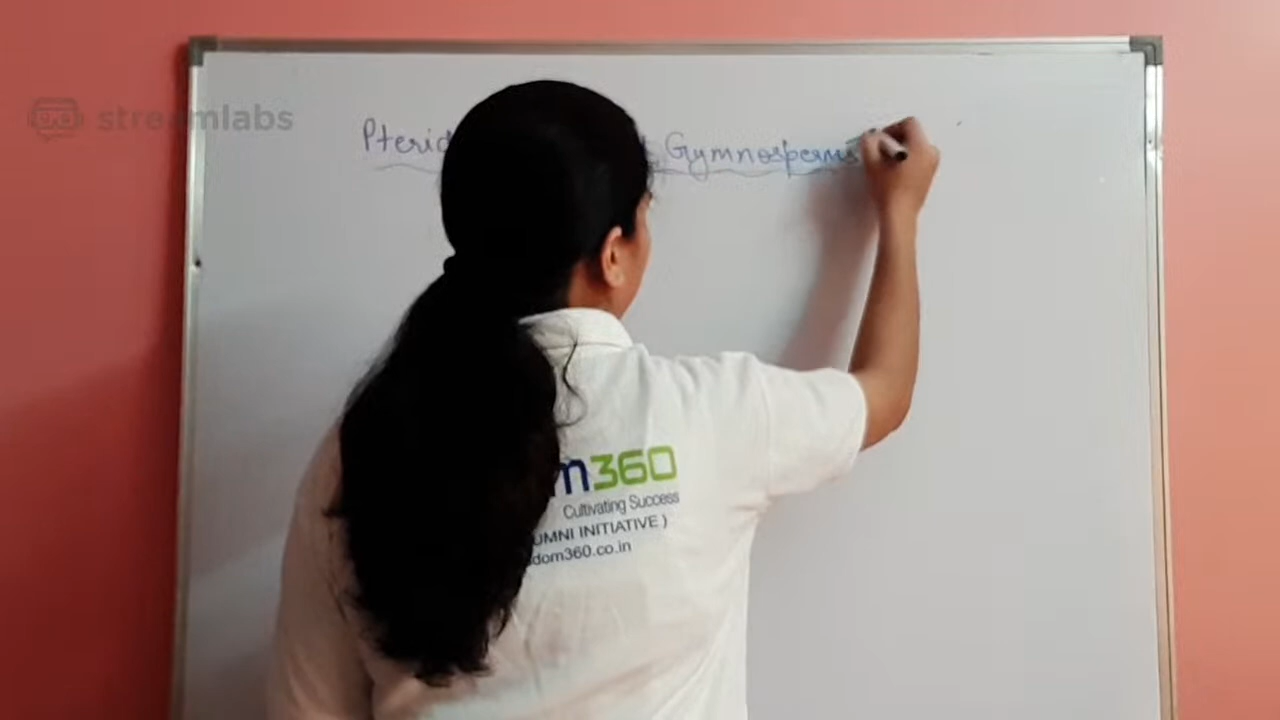 streamlabs
Pterid Gymnosperms
m360
Cultivating Success
UMNI INITIATIVE )
dom360.co.in